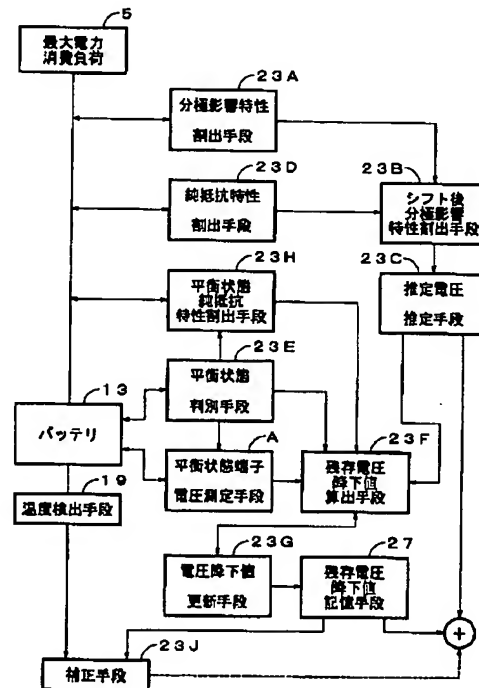 5
最大電力
消費負荷
23A
分極影響特性
割出手段
23D
純抵抗特性
割出手段
23B
シフト後
分極影響
特性割出手段
23H
平衡状態
純抵抗
特性割出手段
23C
推定電圧
推定手段
23E
平衡状態
判別手段
13
バッテリ
A
平衡状態端子
電圧測定手段
23F
残存電圧
降下値
算出手段
19
温度検出手段
23G
電圧降下値
更新手段
27
残存電圧
降下値
記憶手段
+
23J
補正手段